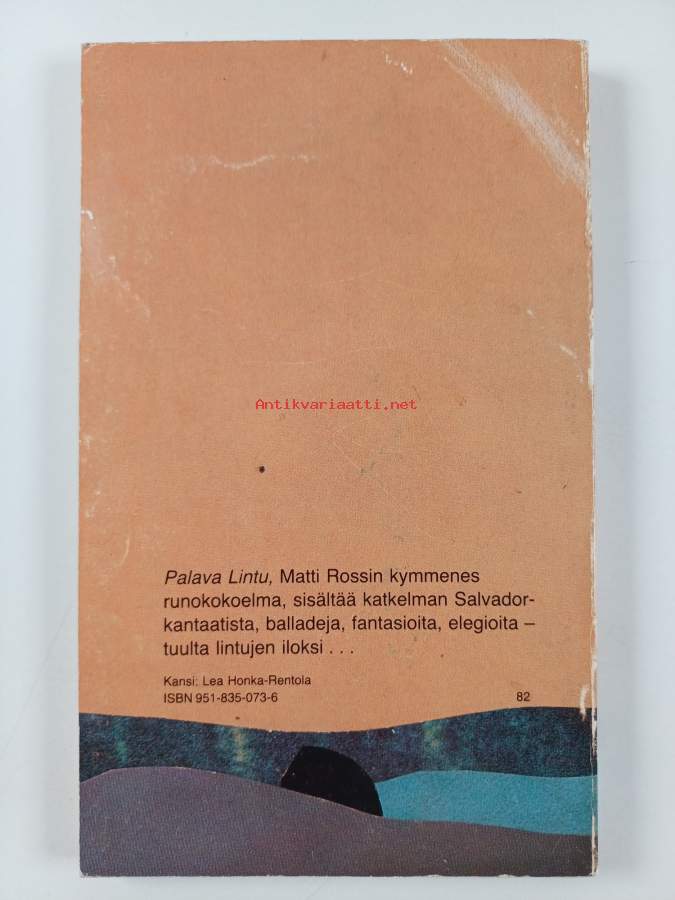 Antikvariaatti.net
Palava Lintu, Matti Rossin kymmenes
runokokoelma, sisältää katkelman Salvador-
kantaatista, balladeja, fantasioita, elegioita –
tuulta lintujen iloksi . . .
Kansi: Lea Honka-Rentola
ISBN 951-835-073-6 82